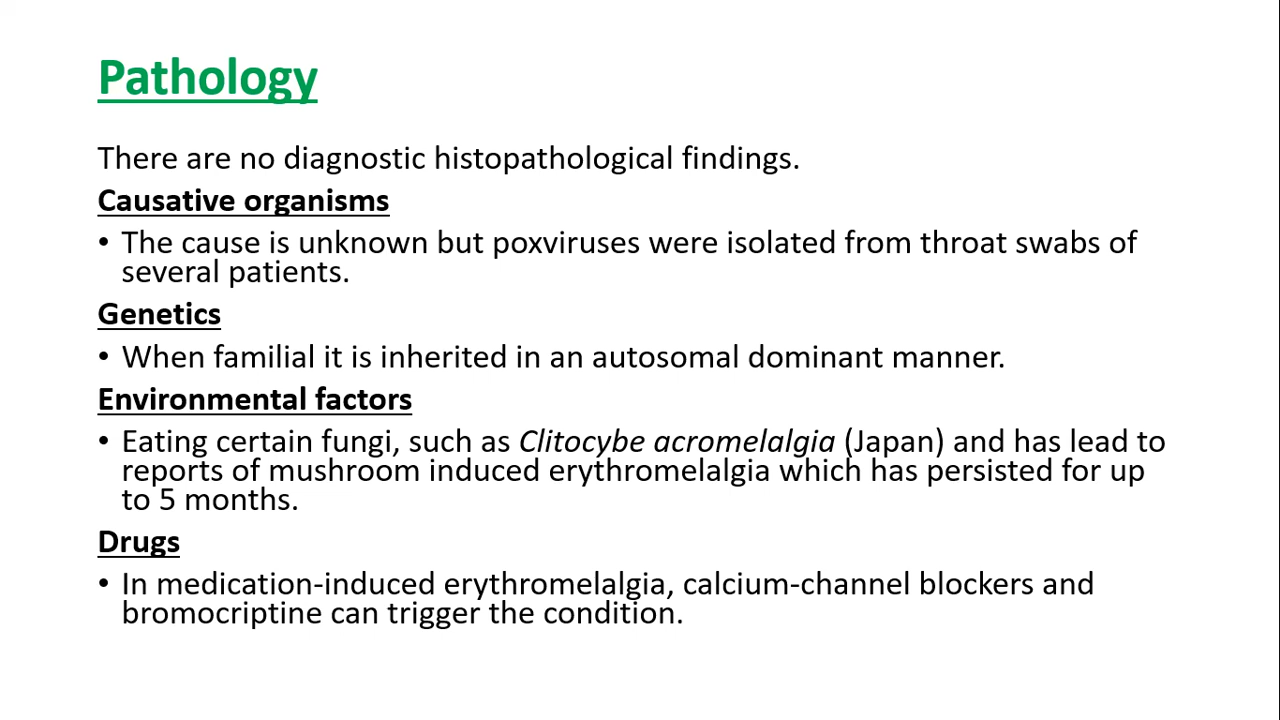 Pathology
There are no diagnostic histopathological findings.
Causative organisms
• The cause is unknown but poxviruses were isolated from throat swabs of
several patients.
Genetics
• When familial it is inherited in an autosomal dominant manner.
Environmental factors
• Eating certain fungi, such as Clitocybe acromelalgia (Japan) and has lead to
reports of mushroom induced erythromelalgia which has persisted for up
to 5 months.
Drugs
• In medication-induced erythromelalgia, calcium-channel blockers and
bromocriptine can trigger the condition.